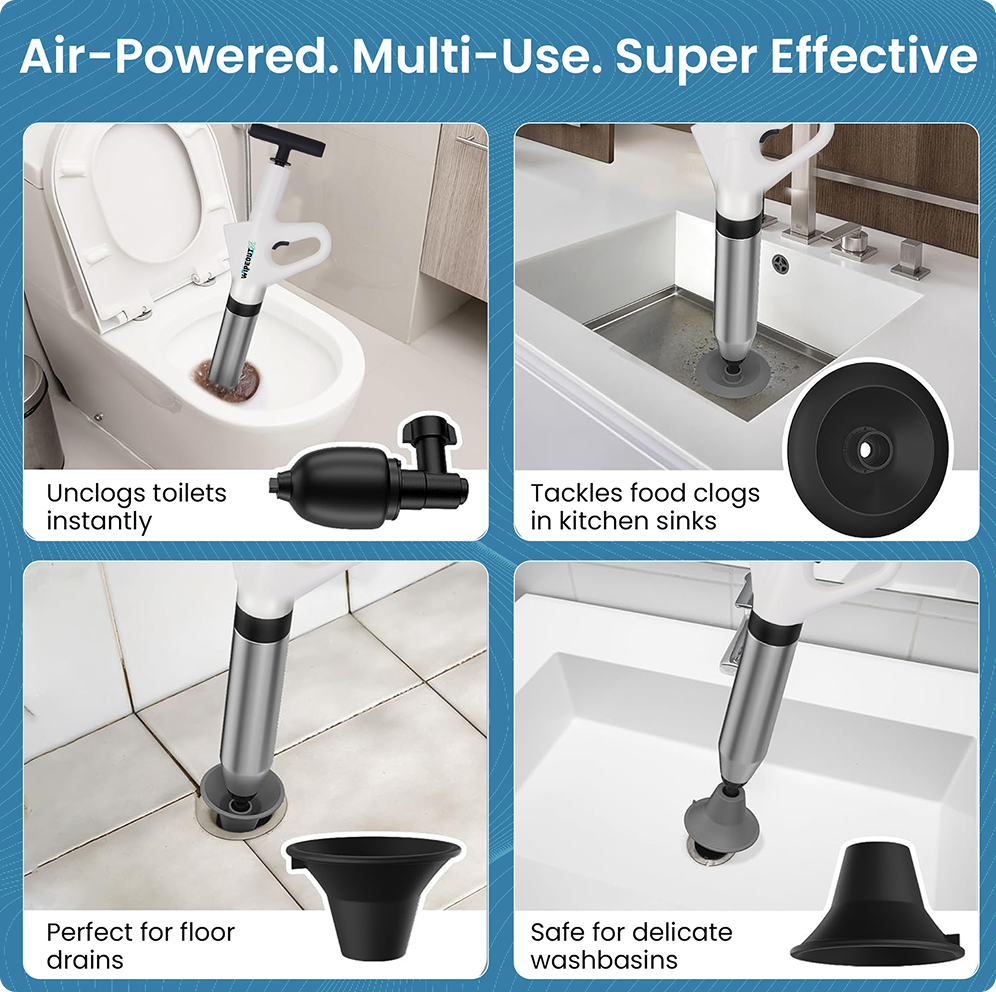 Air-Powered. Multi-Use. Super Effective
WIPEOUTZ
Unclogs toilets
instantly
Tackles food clogs
in kitchen sinks
Perfect for floor
drains
Safe for delicate
washbasins